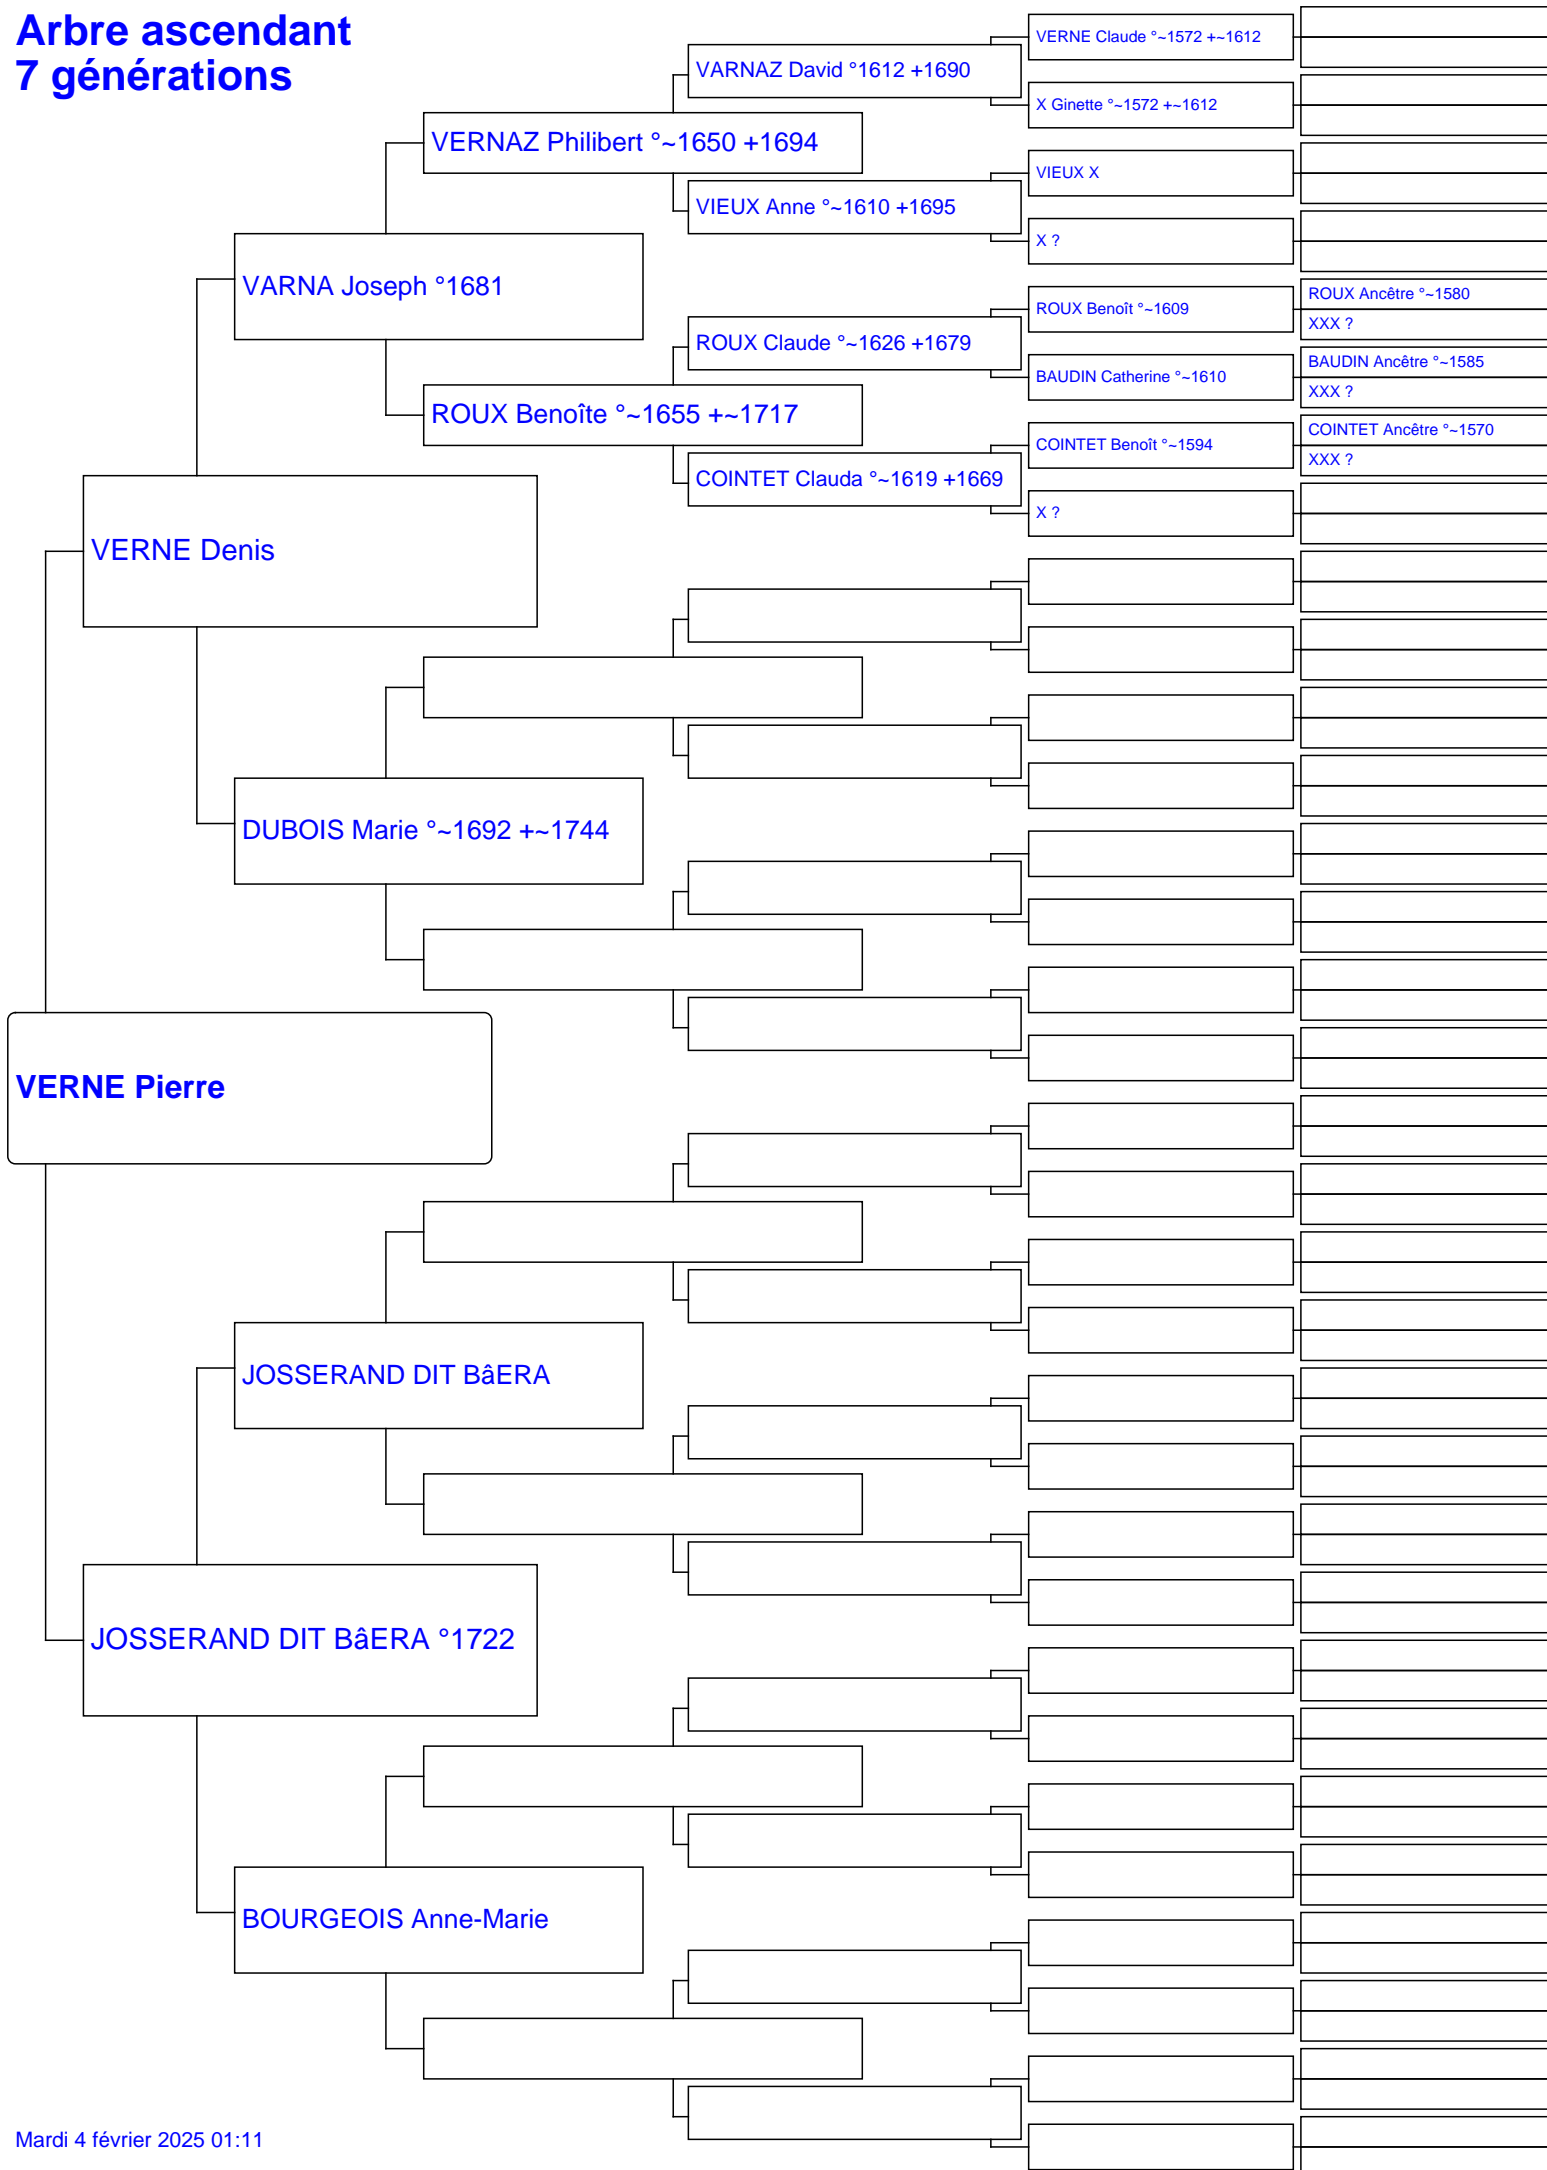 Arbre ascendant
7 générations
VERNE Claude °~1572 +~1612
VARNAZ David °1612 +1690
X Ginette °~1572 +~1612
VERNAZ Philibert °~1650 +1694
VIEUX X
VIEUX Anne °~1610 +1695
X ?
VARNA Joseph °1681
ROUX Ancêtre °~1580
ROUX Benoît °~1609
XXX ?
ROUX Claude °~1626 +1679
BAUDIN Ancêtre °~1585
BAUDIN Catherine °~1610
XXX ?
ROUX Benoîte °~1655 +~1717
COINTET Ancêtre °~1570
COINTET Benoît °~1594
XXX ?
COINTET Clauda °~1619 +1669
X ?
VERNE Denis
DUBOIS Marie °~1692 +~1744
VERNE Pierre
JOSSERAND DIT BâERA
JOSSERAND DIT BâERA °1722
BOURGEOIS Anne-Marie
Mardi 4 février 2025 01:11